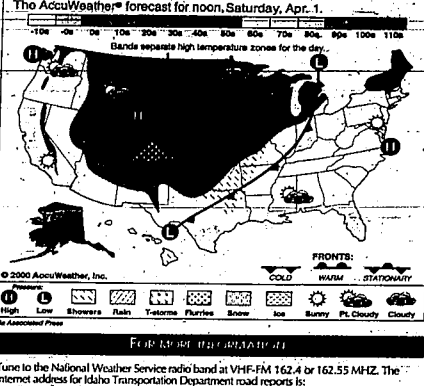 The AccuWeather® forecast for noon, Saturday, Apr. 1.
-10s -0s 0s 10s 20s 30s 40s 50s 60s 70s 80s 90s 100s 110s
Bands separate high temperature zones for the day.
H
L
H
H
L
© 2000 AccuWeather, Inc.
FRONTS:
COLD WARM STATIONARY
Pressure:
H L
High Low Showers Rain T-storms Flurries Snow Ice Sunny Pt. Cloudy Cloudy
Associated Press
FOR MORE INFORMATION
Tune to the National Weather Service radio band at VHF-FM 162.4 or 162.55 MHZ. The
Internet address for Idaho Transportation Department road reports is: